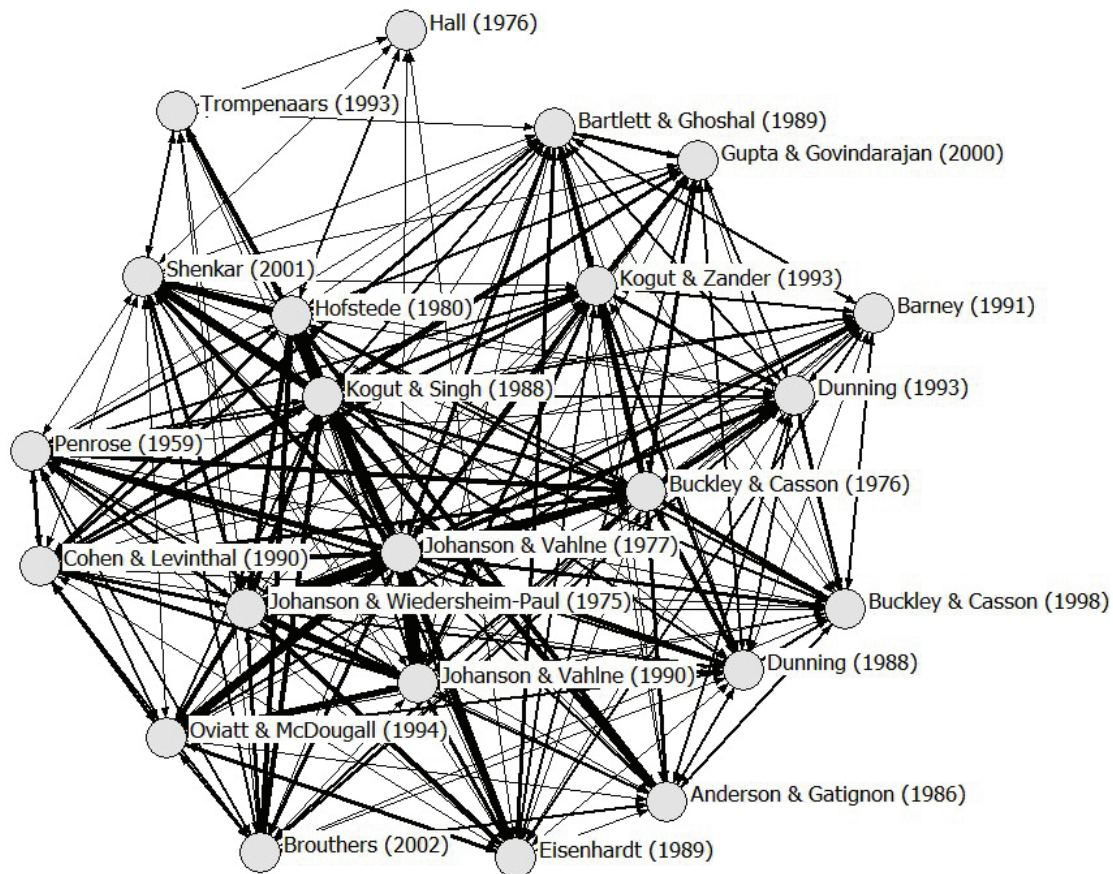 Hall (1976)
Trompenaars (1993)
Bartlett & Ghoshal (1989)
Gupta & Govindarajan (2000)
Shenkar (2001)
Kogut & Zander (1993)
Hofstede (1980)
Barney (1991)
Kogut & Singh (1988)
Dunning (1993)
Penrose (1959)
Buckley & Casson (1976)
Johanson & Vahlne (1977)
Cohen & Levinthal (1990)
Johanson & Wiedersheim-Paul (1975)
Buckley & Casson (1998)
Dunning (1988)
Johanson & Vahlne (1990)
Oviatt & McDougall (1994)
Anderson & Gatignon (1986)
Brouthers (2002)
Eisenhardt (1989)